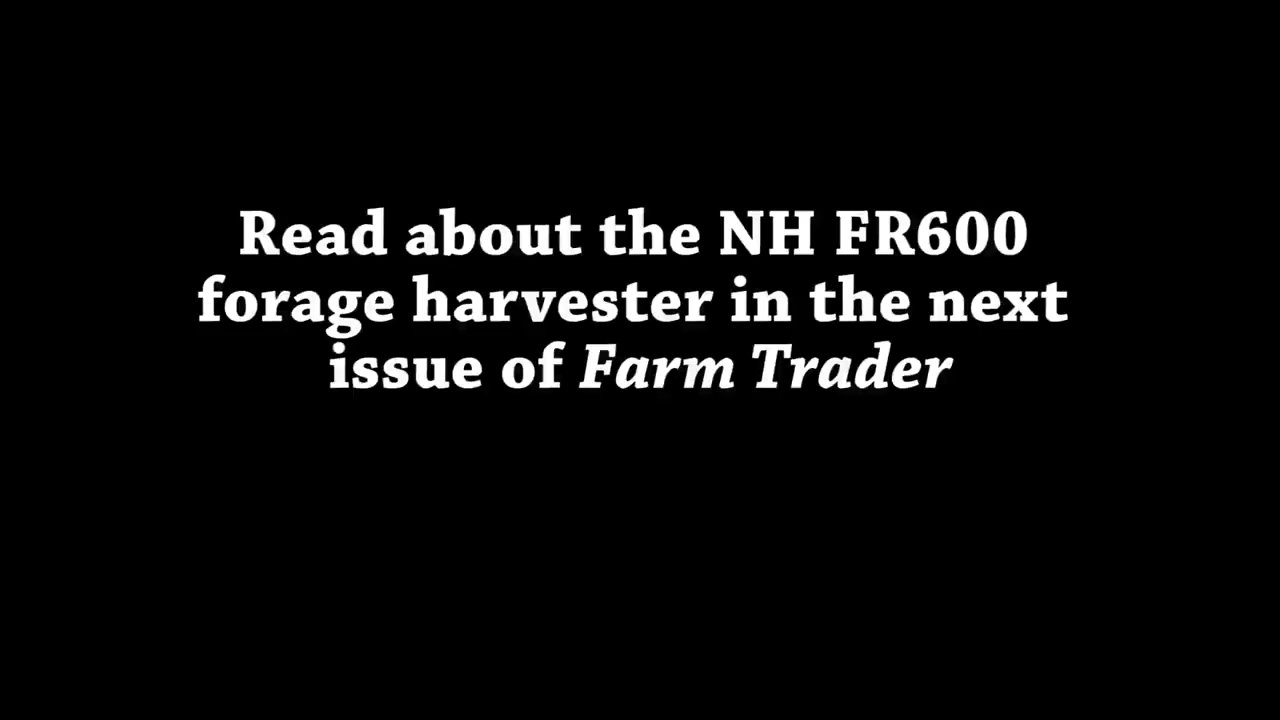 Read about the NH FR600
forage harvester in the next
issue of Farm Trader